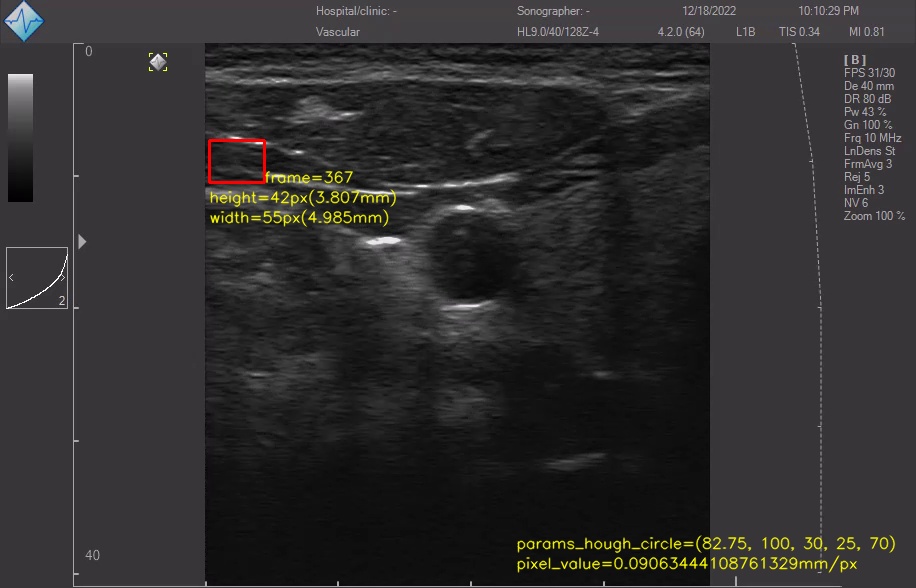 Hospital/clinic: - Sonographer: - 12/18/2022 10:10:29 PM
Vascular HL9.0/40/128Z-4 4.2.0 (64) L1B TIS 0.34 MI 0.81
0
[ B ]
FPS 31/30
De 40 mm
DR 80 dB
Pw 43 %
Gn 100 %
Frq 10 MHz
LnDens St
FrmAvg 3
Rej 5
ImEnh 3
NV 6
Zoom 100 %
frame=367
height=42px(3.807mm)
width=55px(4.985mm)
2
params_hough_circle=(82.75, 100, 30, 25, 70)
40
pixel_value=0.09063444108761329mm/px